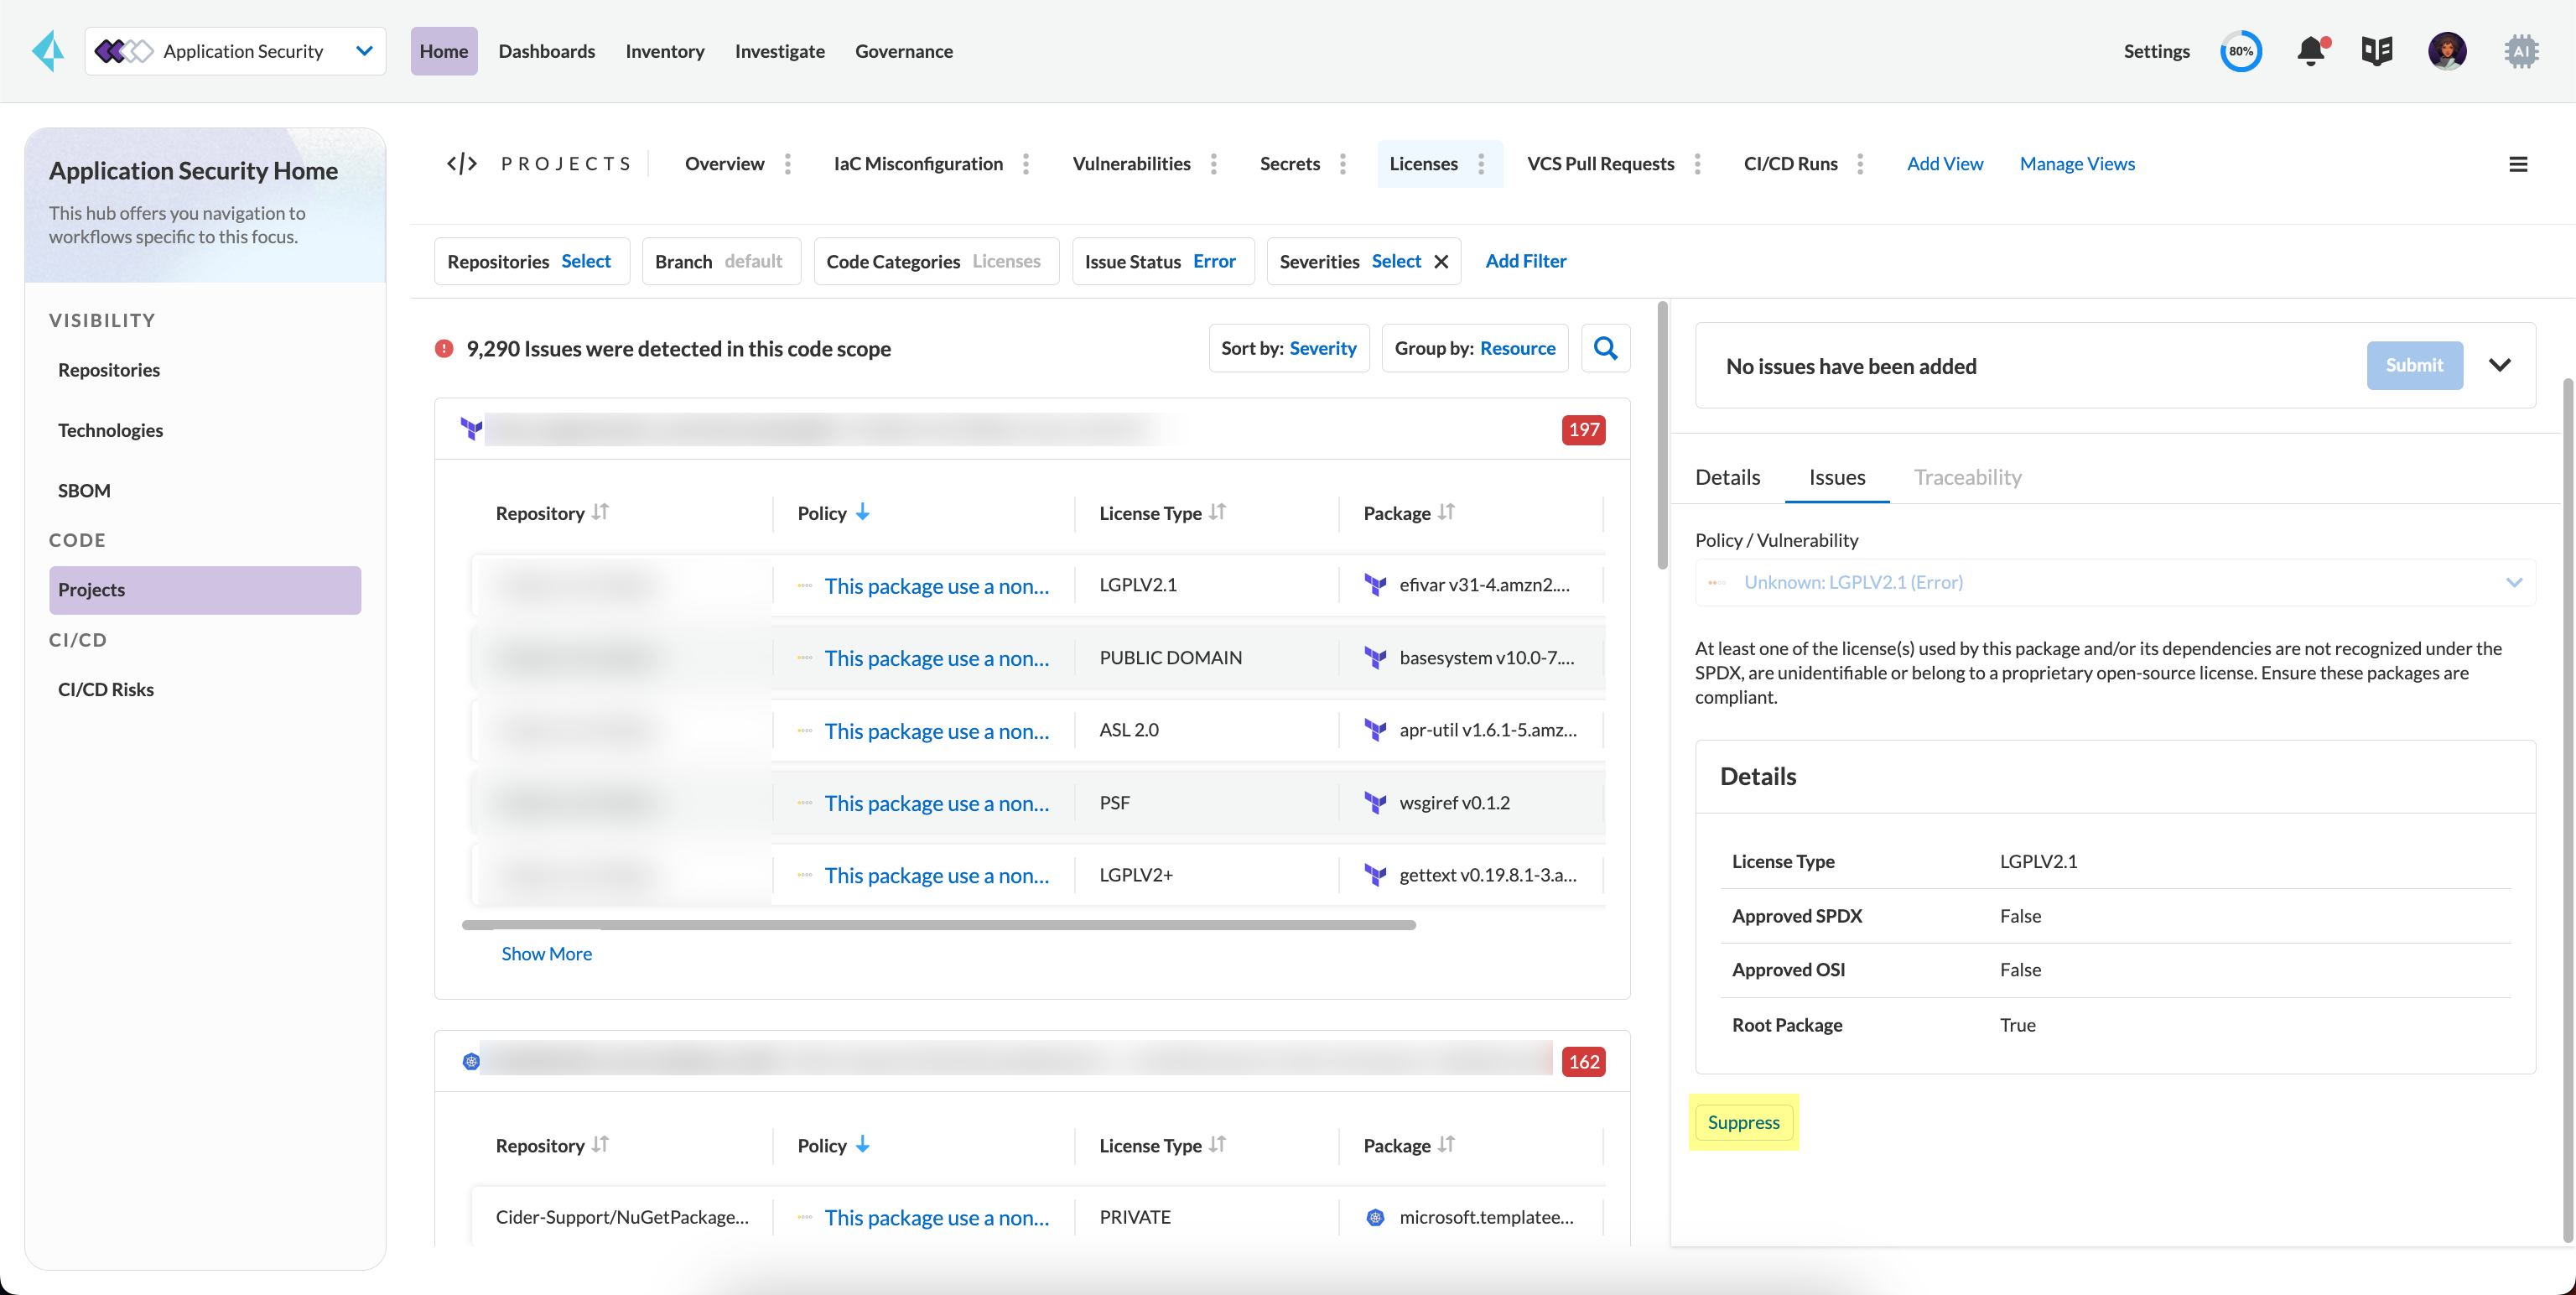 Application Security
Home
Dashboards
Inventory
Investigate
Governance
Settings
80%
AI
Application Security Home
This hub offers you navigation to
workflows specific to this focus.
VISIBILITY
Repositories
Technologies
SBOM
CODE
Projects
CI/CD
CI/CD Risks
PROJECTS
Overview
IaC Misconfiguration
Vulnerabilities
Secrets
Licenses
VCS Pull Requests
CI/CD Runs
Add View
Manage Views
Repositories Select
Branch default
Code Categories Licenses
Issue Status Error
Severities Select
Add Filter
9,290 Issues were detected in this code scope
Sort by: Severity
Group by: Resource
197
Repository Policy License Type Package
This package use a non... LGPLV2.1 efivar v31-4.amzn2....
This package use a non... PUBLIC DOMAIN basesystem v10.0-7....
This package use a non... ASL 2.0 apr-util v1.6.1-5.amz...
This package use a non... PSF wsgiref v0.1.2
This package use a non... LGPLV2+ gettext v0.19.8.1-3.a...
Show More
162
Repository Policy License Type Package
Cider-Support/NuGetPackage... This package use a non... PRIVATE microsoft.templatee...
No issues have been added
Submit
Details
Issues
Traceability
Policy / Vulnerability
Unknown: LGPLV2.1 (Error)
At least one of the license(s) used by this package and/or its dependencies are not recognized under the
SPDX, are unidentifiable or belong to a proprietary open-source license. Ensure these packages are
compliant.
Details
License Type LGPLV2.1
Approved SPDX False
Approved OSI False
Root Package True
Suppress